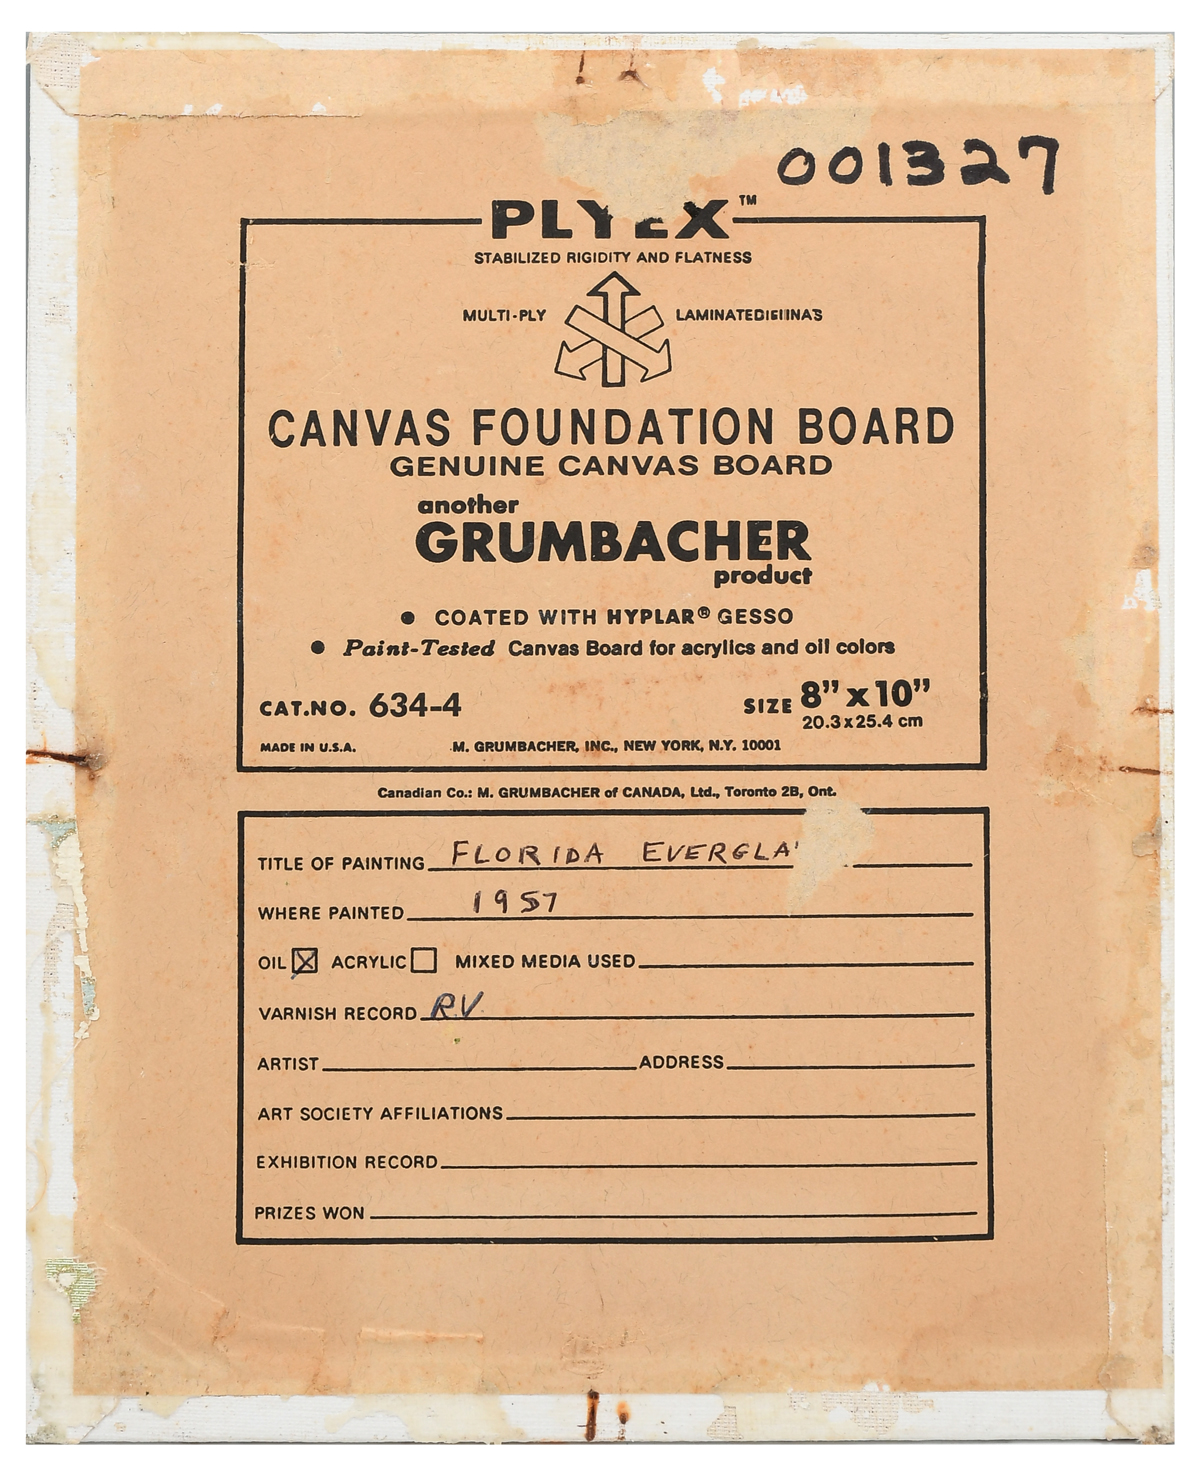 001327
PLYEX™
STABILIZED RIGIDITY AND FLATNESS
MULTI-PLY LAMINATED
CANVAS FOUNDATION BOARD
GENUINE CANVAS BOARD
another
GRUMBACHER
product
● COATED WITH HYPLAR® GESSO
● Paint-Tested Canvas Board for acrylics and oil colors
CAT.NO. 634-4 SIZE 8” x 10”
20.3 x 25.4 cm
MADE IN U.S.A. M. GRUMBACHER, INC., NEW YORK, N.Y. 10001
Canadian Co.: M. GRUMBACHER of CANADA, Ltd., Toronto 2B, Ont.
TITLE OF PAINTING FLORIDA EVERGLA
WHERE PAINTED 1957
OIL ☒ ACRYLIC ☐ MIXED MEDIA USED
VARNISH RECORD R.V.
ARTIST ADDRESS
ART SOCIETY AFFILIATIONS
EXHIBITION RECORD
PRIZES WON